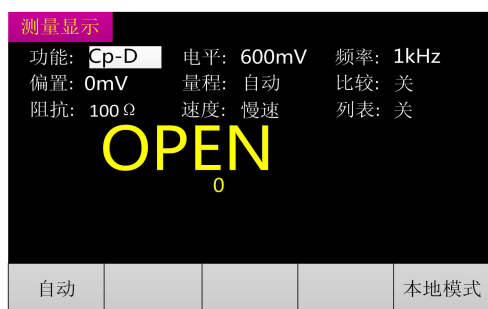 测量显示
功能: Cp-D 电平: 600mV 频率: 1kHz
偏置: 0mV 量程: 自动 比较: 关
阻抗: 100Ω 速度: 慢速 列表: 关
OPEN
0
自动 本地模式